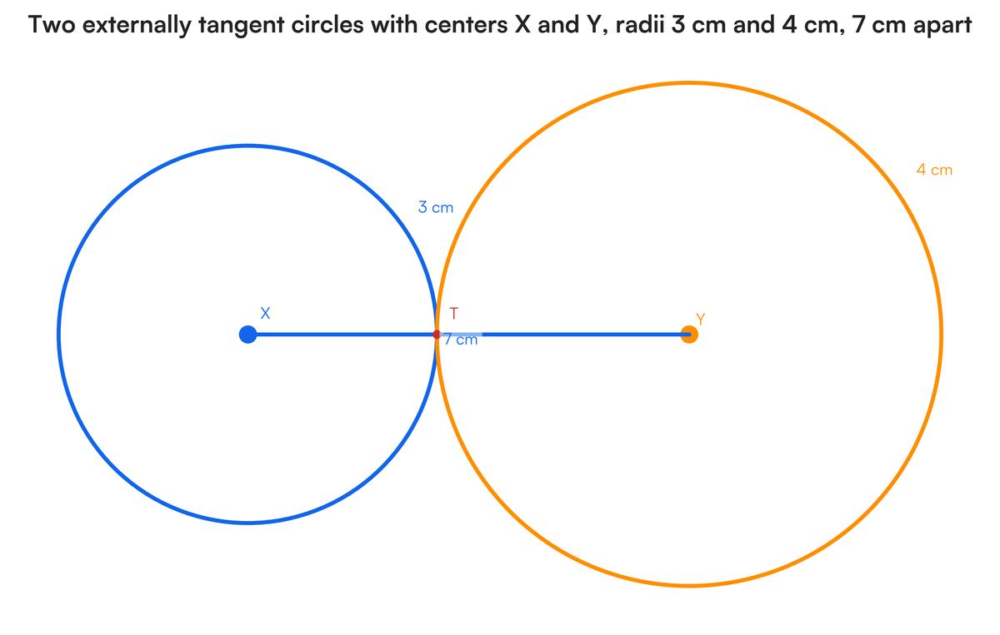 Two externally tangent circles with centers X and Y, radii 3 cm and 4 cm, 7 cm apart
4 cm
3 cm
X
T
Y
7 cm